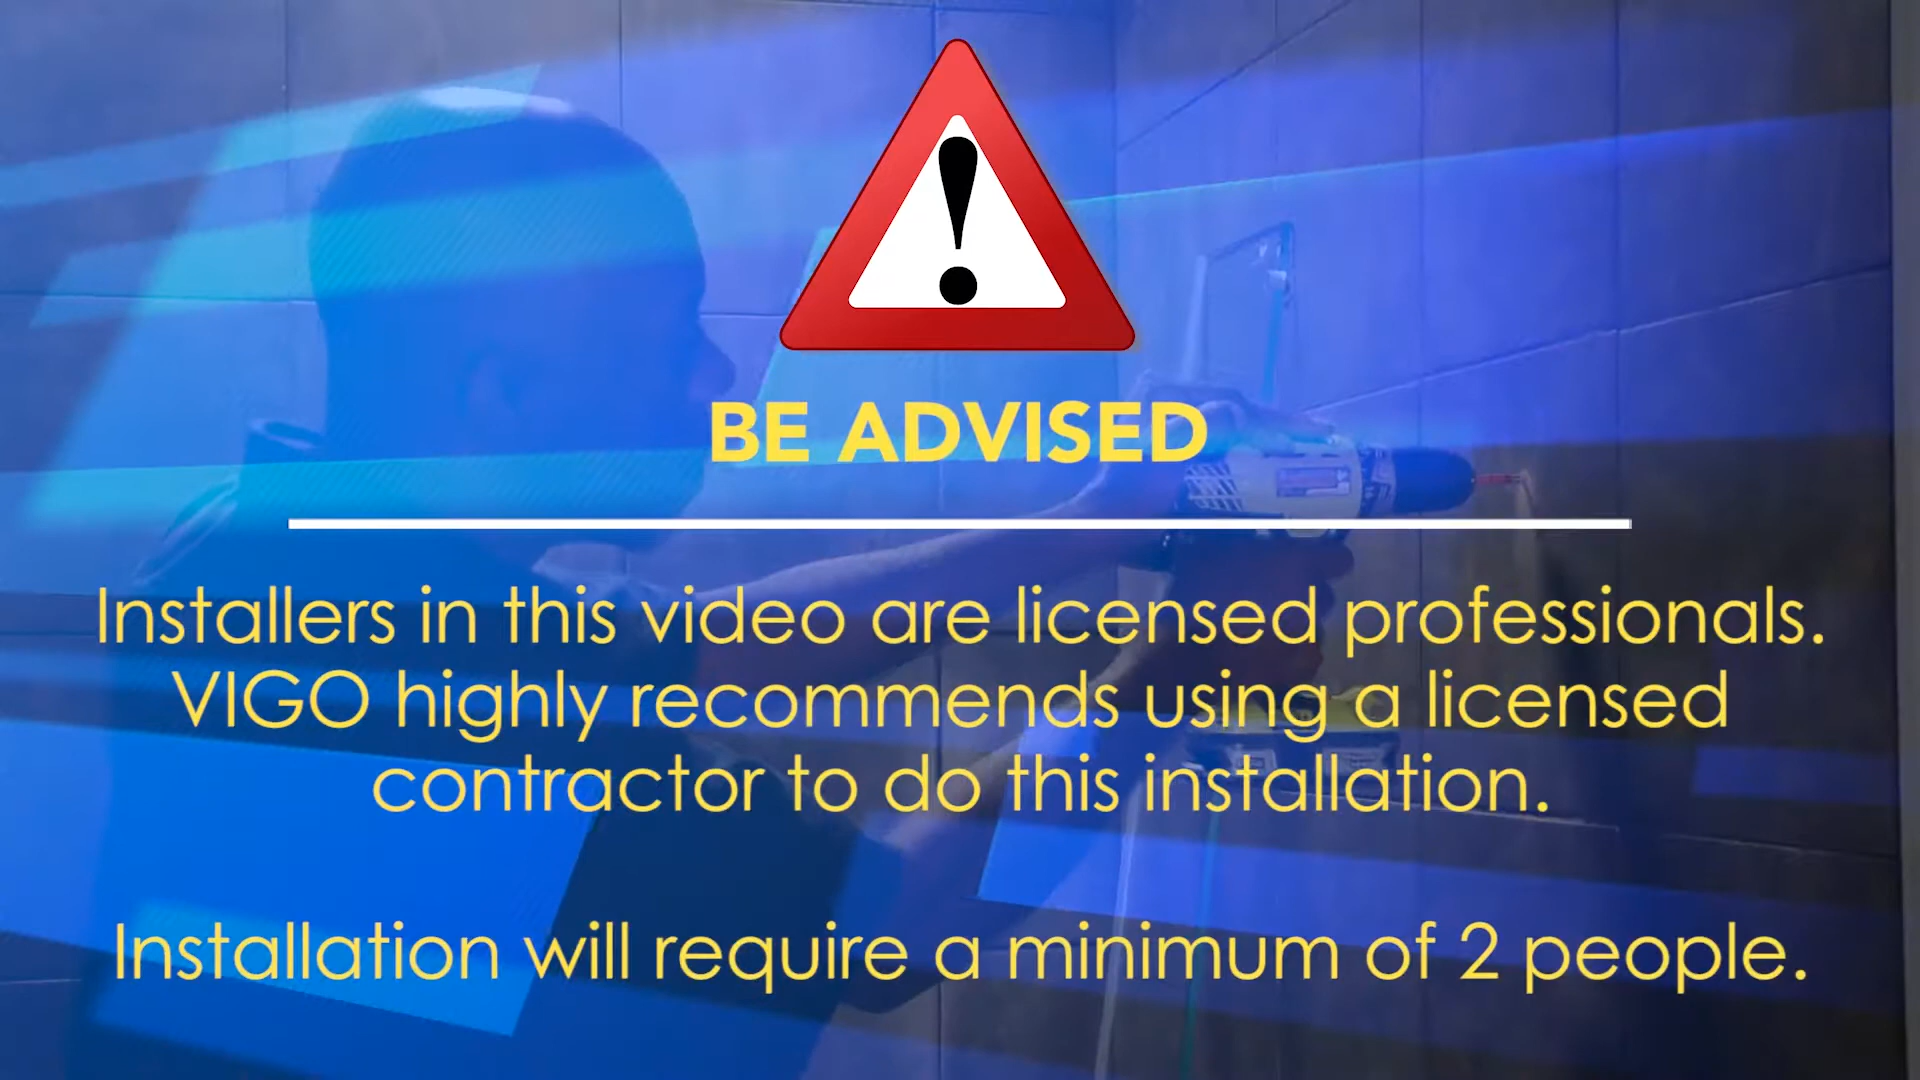 BE ADVISED
Installers in this video are licensed professionals.
VIGO highly recommends using a licensed
contractor to do this installation.
Installation will require a minimum of 2 people.